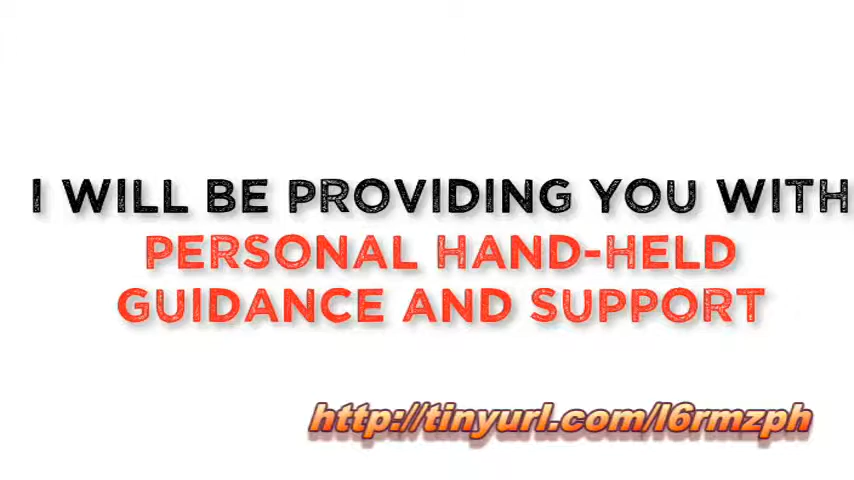 I WILL BE PROVIDING YOU WITH
PERSONAL HAND-HELD
GUIDANCE AND SUPPORT
http://tinyurl.com/l6rmzph